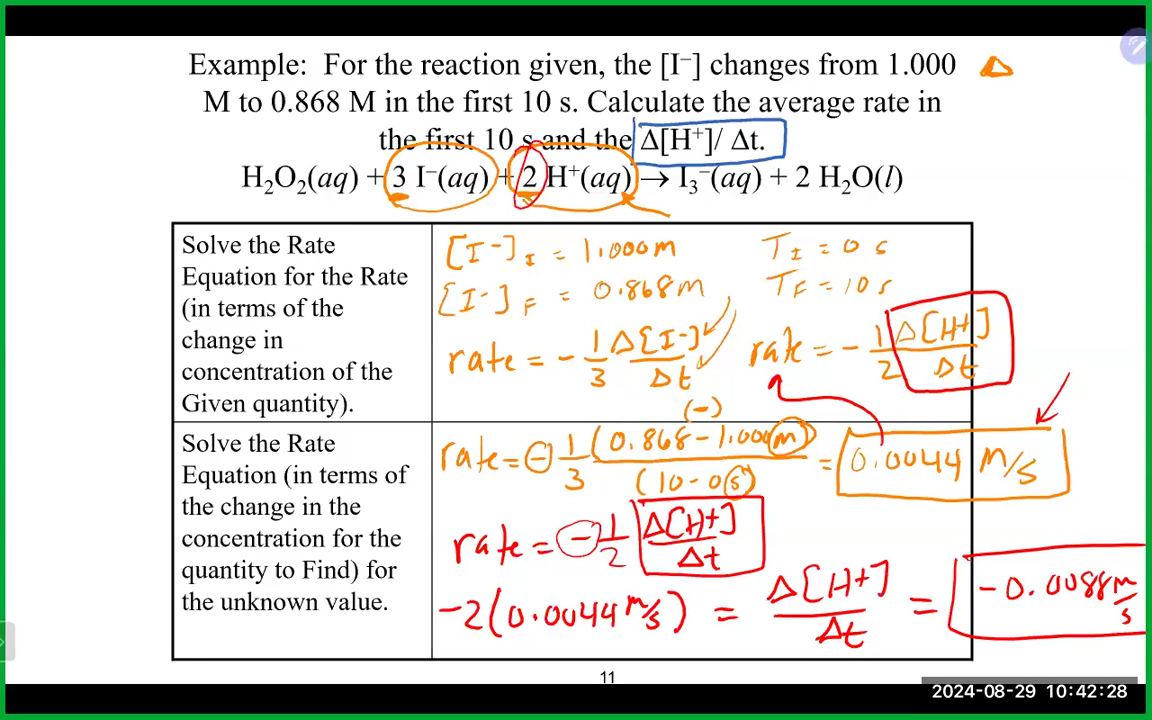 Example: For the reaction given, the [I⁻] changes from 1.000
M to 0.868 M in the first 10 s. Calculate the average rate in
the first 10 s and the Δ[H⁺]/ Δt.
H₂O₂(aq) + 3 I⁻(aq) + 2 H⁺(aq) → I₃⁻(aq) + 2 H₂O(l)
Solve the Rate
Equation for the Rate
(in terms of the
change in
concentration of the
Given quantity).
[I-]I = 1.000m
TI = 0 s
[I-]F = 0.868m
TF = 10s
rate = - 1/3 Δ[I-]/Δt
rate = - 1/2 Δ[H+]/Δt
Solve the Rate
Equation (in terms of
the change in the
concentration for the
quantity to Find) for
the unknown value.
(-)
rate = - 1/3 (0.868 - 1.000m)/(10 - 0s) = 0.0044 M/s
rate = - 1/2 Δ[H+]/Δt
-2(0.0044 m/s) = Δ[H+]/Δt = -0.0088 m/s
11
2024-08-29 10:42:28